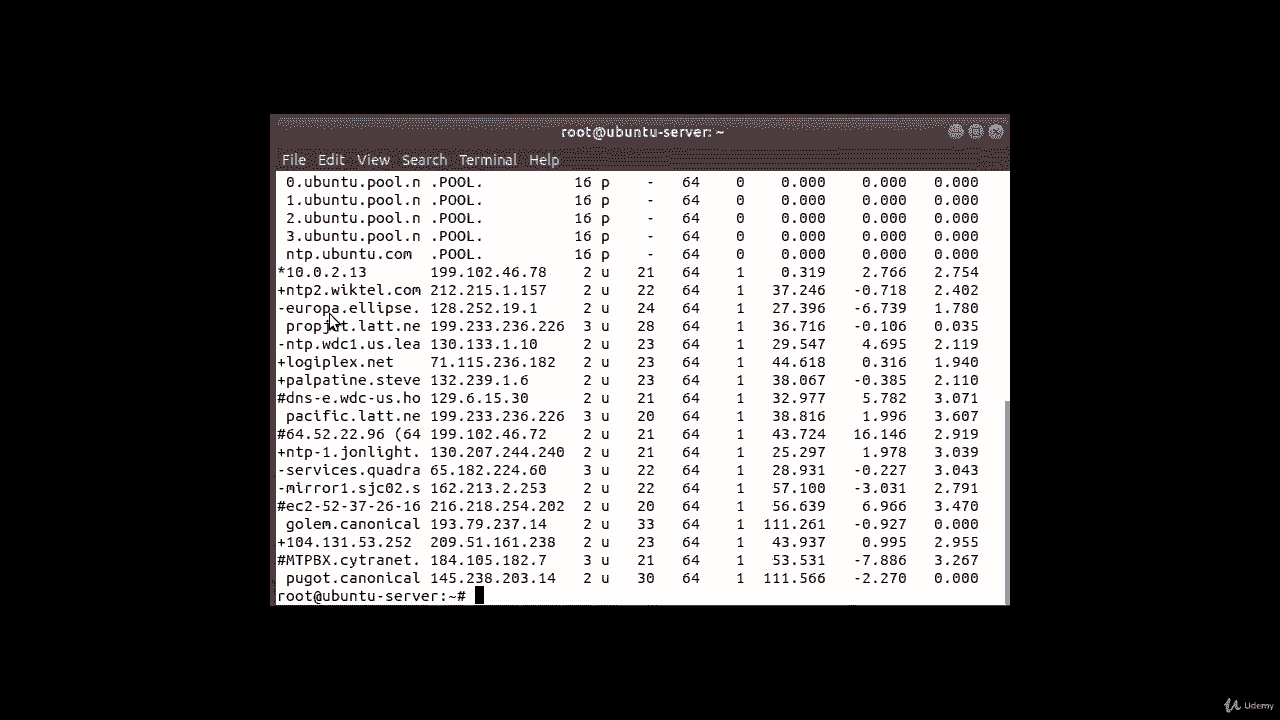 root@ubuntu-server: ~
File Edit View Search Terminal Help
0.ubuntu.pool.n .POOL. 16 p - 64 0 0.000 0.000 0.000
1.ubuntu.pool.n .POOL. 16 p - 64 0 0.000 0.000 0.000
2.ubuntu.pool.n .POOL. 16 p - 64 0 0.000 0.000 0.000
3.ubuntu.pool.n .POOL. 16 p - 64 0 0.000 0.000 0.000
ntp.ubuntu.com .POOL. 16 p - 64 0 0.000 0.000 0.000
*10.0.2.13 199.102.46.78 2 u 21 64 1 0.319 2.766 2.754
+ntp2.wiktel.com 212.215.1.157 2 u 22 64 1 37.246 -0.718 2.402
-europa.ellipse. 128.252.19.1 2 u 24 64 1 27.396 -6.739 1.780
propjet.latt.ne 199.233.236.226 3 u 28 64 1 36.716 -0.106 0.035
-ntp.wdc1.us.lea 130.133.1.10 2 u 23 64 1 29.547 4.695 2.119
+logiplex.net 71.115.236.182 2 u 23 64 1 44.618 0.316 1.940
+palpatine.steve 132.239.1.6 2 u 23 64 1 38.067 -0.385 2.110
#dns-e.wdc-us.ho 129.6.15.30 2 u 21 64 1 32.977 5.782 3.071
pacific.latt.ne 199.233.236.226 3 u 20 64 1 38.816 1.996 3.607
#64.52.22.96 (64 199.102.46.72 2 u 21 64 1 43.724 16.146 2.919
+ntp-1.jonlight. 130.207.244.240 2 u 21 64 1 25.297 1.978 3.039
-services.quadra 65.182.224.60 3 u 22 64 1 28.931 -0.227 3.043
-mirror1.sjc02.s 162.213.2.253 2 u 22 64 1 57.100 -3.031 2.791
#ec2-52-37-26-16 216.218.254.202 2 u 20 64 1 56.639 6.966 3.470
golem.canonical 193.79.237.14 2 u 33 64 1 111.261 -0.927 0.000
+104.131.53.252 209.51.161.238 2 u 23 64 1 43.937 0.995 2.955
#MTPBX.cytranet. 184.105.182.7 3 u 21 64 1 53.531 -7.886 3.267
pugot.canonical 145.238.203.14 2 u 30 64 1 111.566 -2.270 0.000
root@ubuntu-server:~#
Udemy